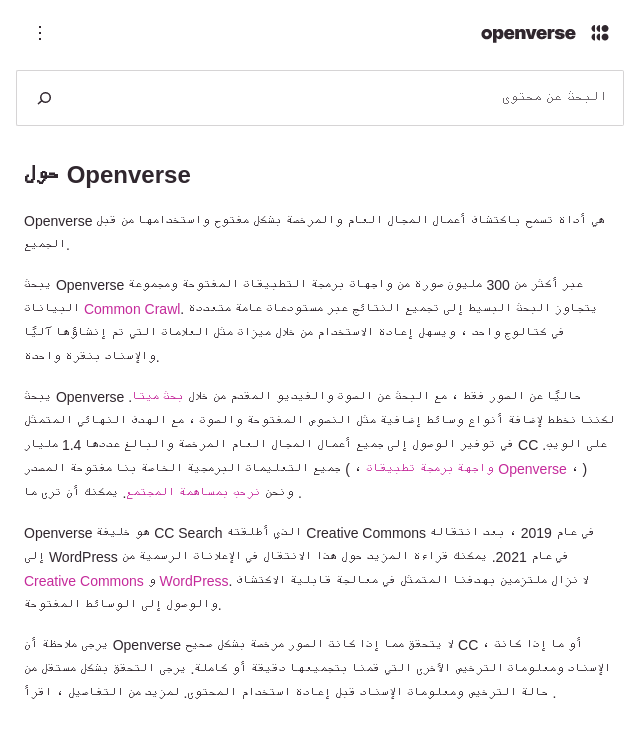 openverse
البحث عن محتوى
حول Openverse
Openverse هي أداة تسمح باكتشاف أعمال المجال العام والمرخصة بشكل مفتوح واستخدامها من قبل
الجميع.
يبحث Openverse عبر أكثر من 300 مليون صورة من واجهات برمجة التطبيقات المفتوحة ومجموعة
البيانات Common Crawl. يتجاوز البحث البسيط إلى تجميع النتائج عبر مستودعات عامة متعددة
في كتالوج واحد ، ويسهل إعادة الاستخدام من خلال ميزات مثل العلامات التي تم إنشاؤها آليًا
والإسناد بنقرة واحدة.
يبحث Openverse حاليًا عن الصور فقط ، مع البحث عن الصوت والفيديو المقدم من خلال بحث ميتا.
لكننا نخطط لإضافة أنواع وسائط إضافية مثل النصوص المفتوحة والصوت ، مع الهدف النهائي المتمثل
في توفير الوصول إلى جميع أعمال المجال العام المرخصة والبالغ عددها 1.4 مليار CC على الويب.
جميع التعليمات البرمجية الخاصة بنا مفتوحة المصدر ( ، واجهة برمجة تطبيقات Openverse ، )
ونحن نرحب بمساهمة المجتمع. يمكنك أن ترى ما .
Openverse هو خليفة CC Search الذي أطلقته Creative Commons في عام 2019 ، بعد انتقاله
إلى WordPress في عام 2021. يمكنك قراءة المزيد حول هذا الانتقال في الإعلانات الرسمية من
Creative Commons و WordPress. لا نزال ملتزمين بهدفنا المتمثل في معالجة قابلية الاكتشاف
والوصول إلى الوسائط المفتوحة.
يرجى ملاحظة أن Openverse لا يتحقق مما إذا كانت الصور مرخصة بشكل صحيح CC ، أو ما إذا كانت
الإسناد ومعلومات الترخيص الأخرى التي قمنا بتجميعها دقيقة أو كاملة. يرجى التحقق بشكل مستقل من
حالة الترخيص ومعلومات الإسناد قبل إعادة استخدام المحتوى. لمزيد من التفاصيل ، اقرأ .